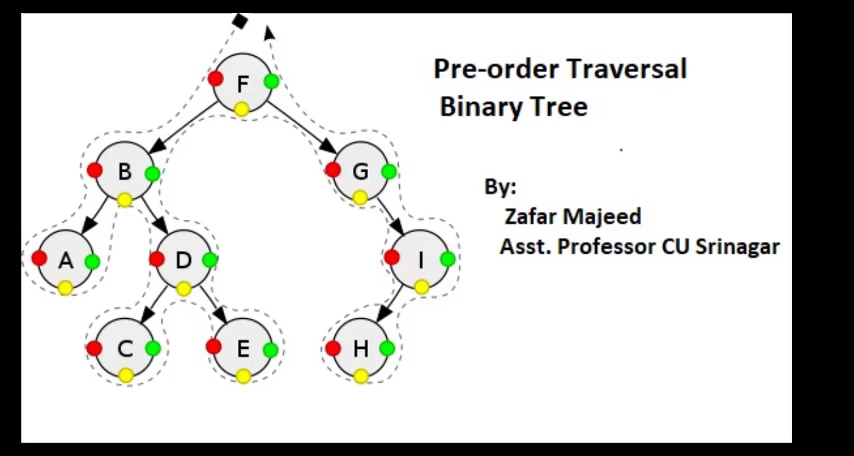 Pre-order Traversal
Binary Tree
By:
Zafar Majeed
Asst. Professor CU Srinagar
F
B
G
A
D
I
C
E
H